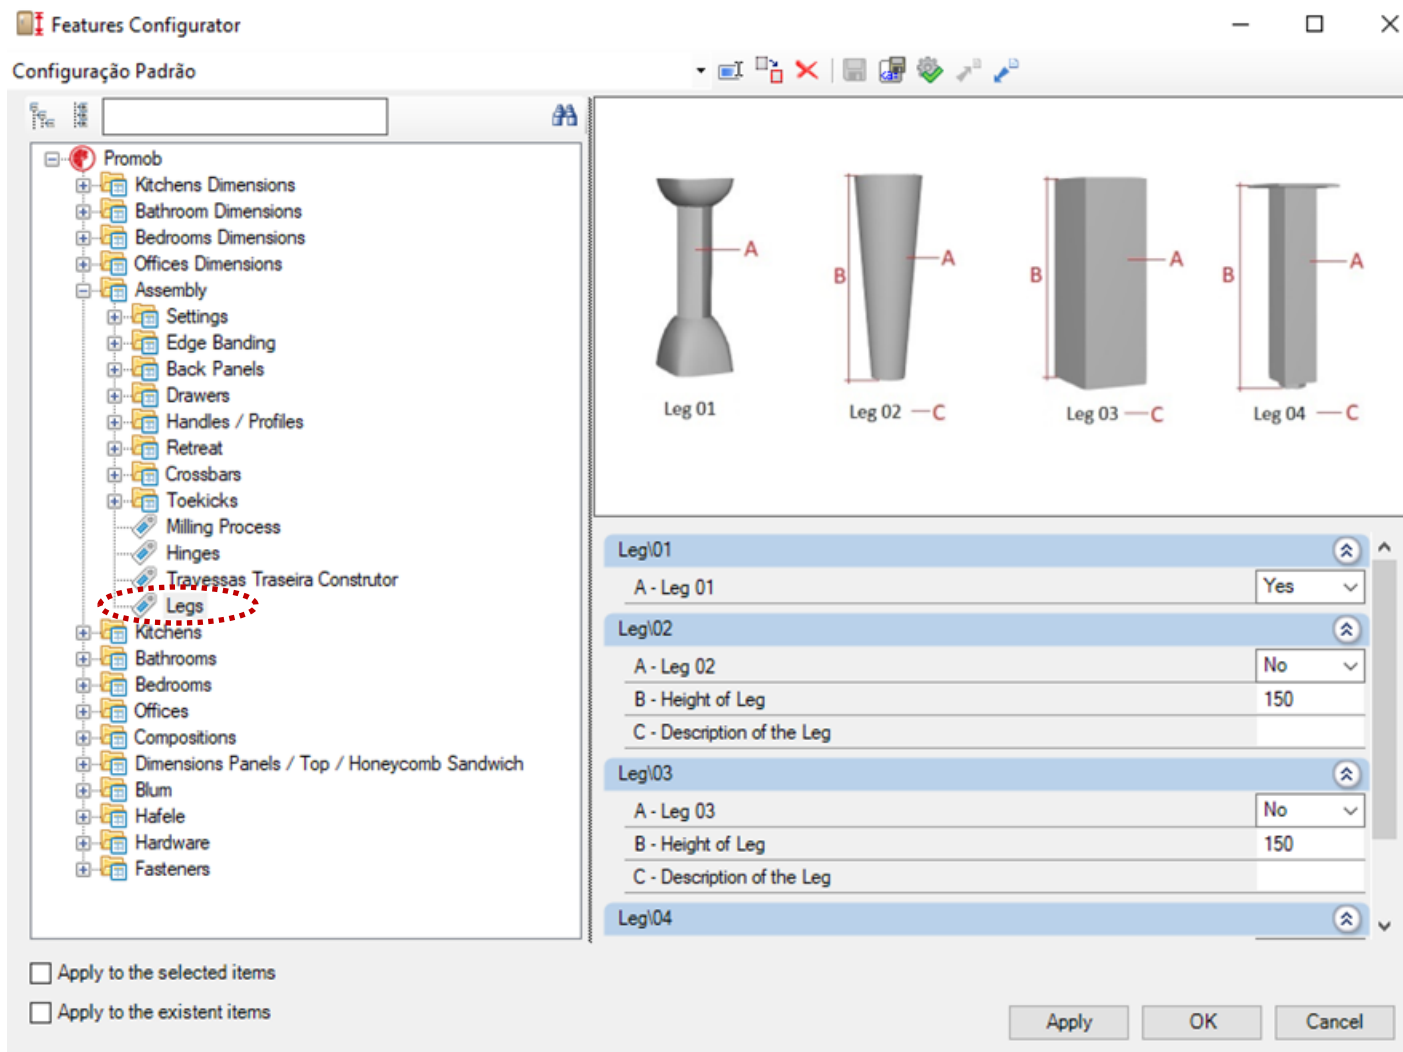 Features Configurator
Configuração Padrão
Promob
Kitchens Dimensions
Bathroom Dimensions
Bedrooms Dimensions
Offices Dimensions
Assembly
Settings
Edge Banding
Back Panels
Drawers
Handles / Profiles
Retreat
Crossbars
Toekicks
Milling Process
Hinges
Travessas Traseira Construtor
Legs
Kitchens
Bathrooms
Bedrooms
Offices
Compositions
Dimensions Panels / Top / Honeycomb Sandwich
Blum
Hafele
Hardware
Fasteners
A
B A
B A
B A
Leg 01
Leg 02 C
Leg 03 C
Leg 04 C
Leg\01
A - Leg 01 Yes
Leg\02
A - Leg 02 No
B - Height of Leg 150
C - Description of the Leg
Leg\03
A - Leg 03 No
B - Height of Leg 150
C - Description of the Leg
Leg\04
Apply to the selected items
Apply to the existent items
Apply OK Cancel